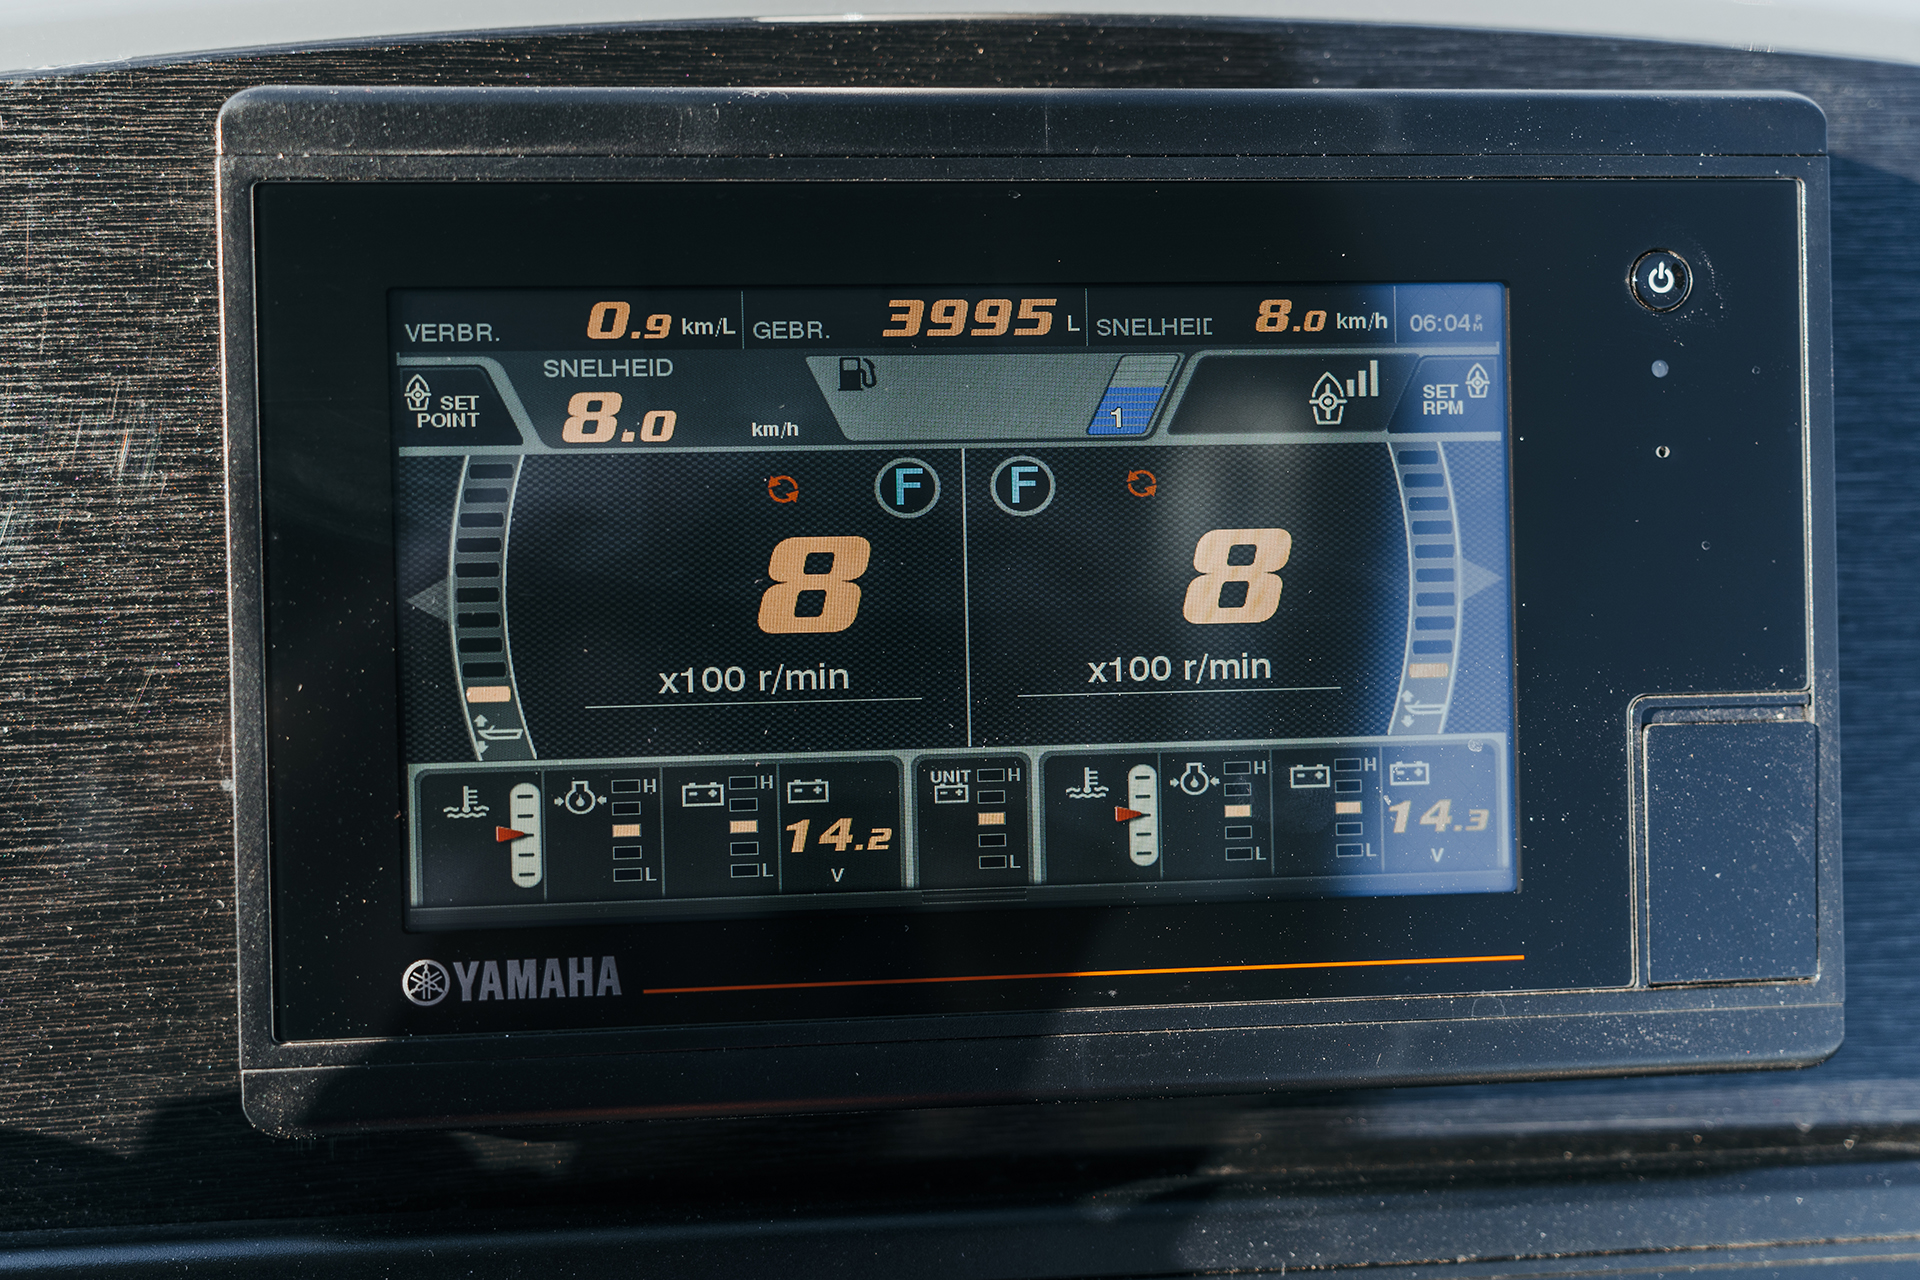 VERBR. 0.9 km/L GEBR. 3995 L SNELHEID 8.0 km/h 06:04 PM
SET POINT
SNELHEID
8.0 km/h
1
SET RPM
F F
8 8
x100 r/min x100 r/min
H H UNIT H H H
14.2 14.3
L L V L L L V
YAMAHA